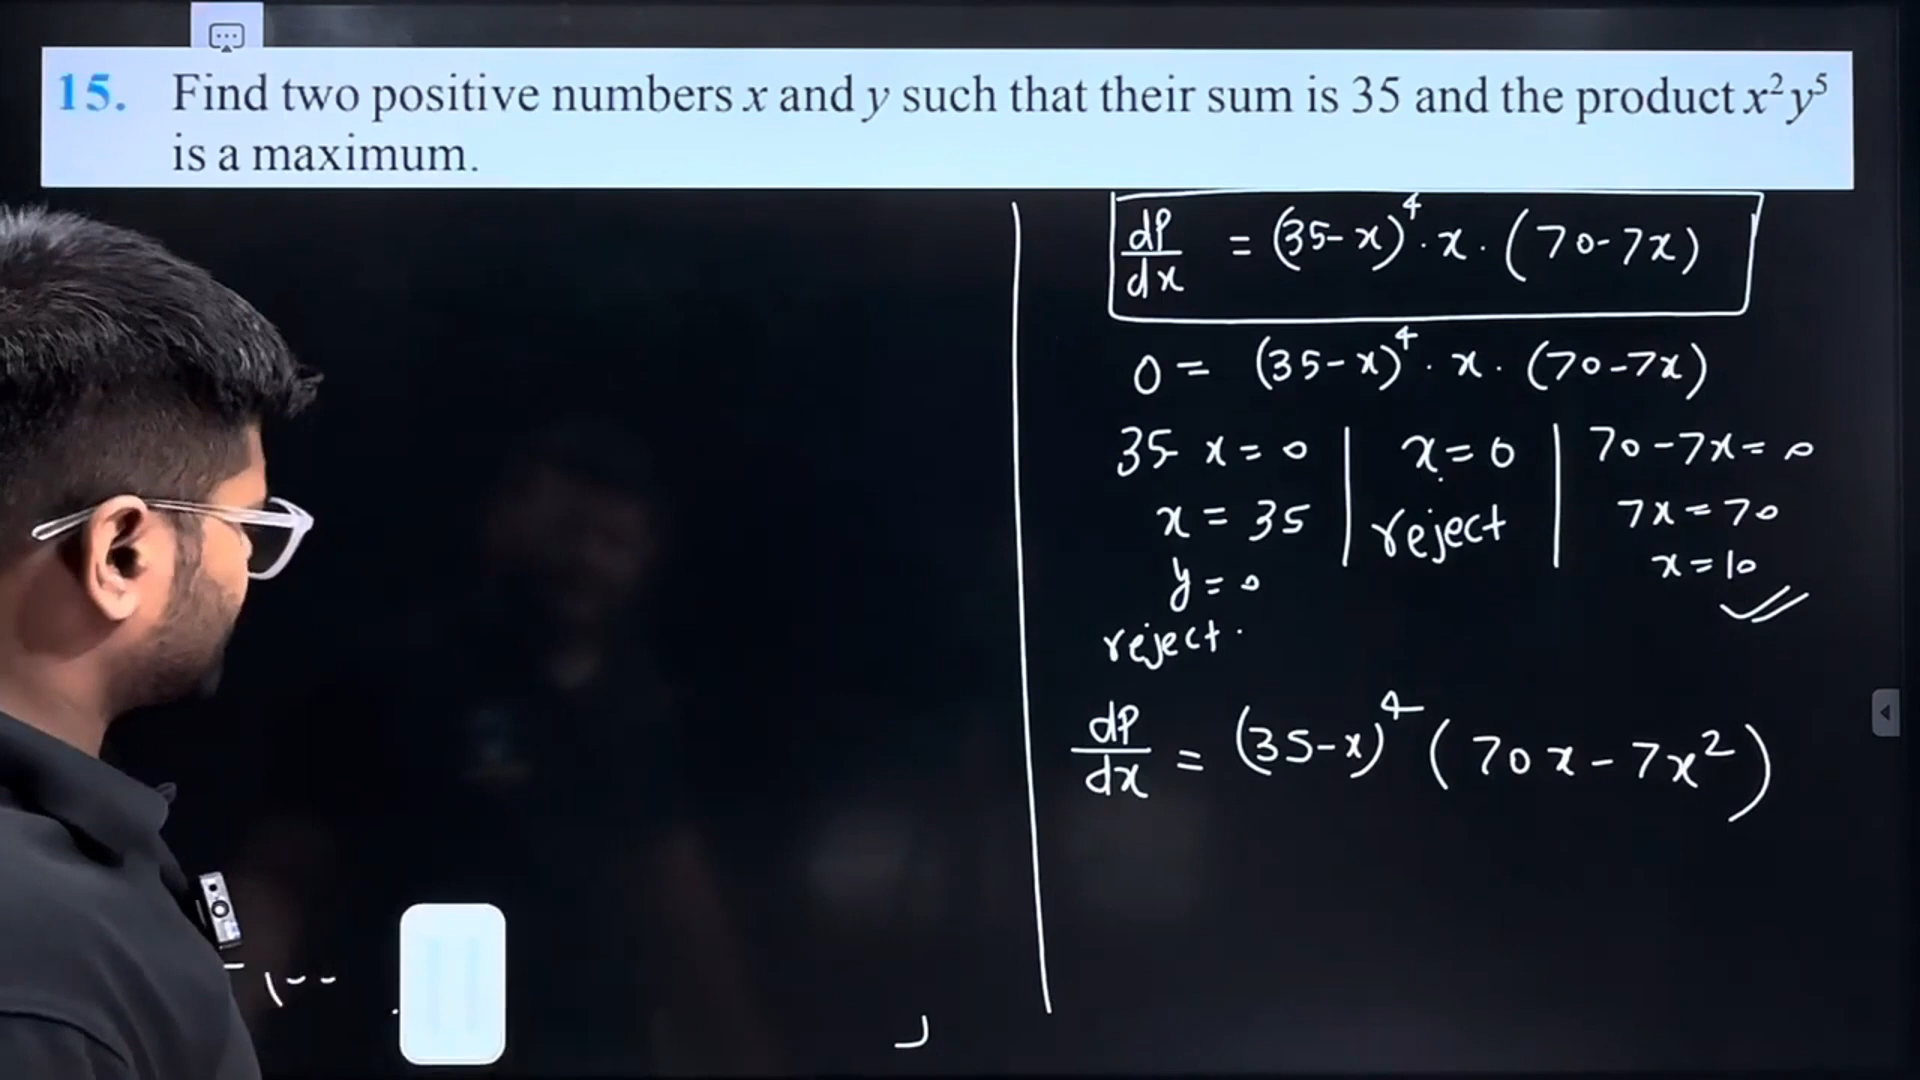 15. Find two positive numbers x and y such that their sum is 35 and the product x²y⁵
is a maximum.
dP/dx = (35-x)⁴ · x · (70-7x)
0 = (35-x)⁴ · x · (70-7x)
35-x=0 | x=0 | 70-7x=0
x=35 | reject | 7x=70
y=0 x=10
reject.
dP/dx = (35-x)⁴ (70x-7x²)